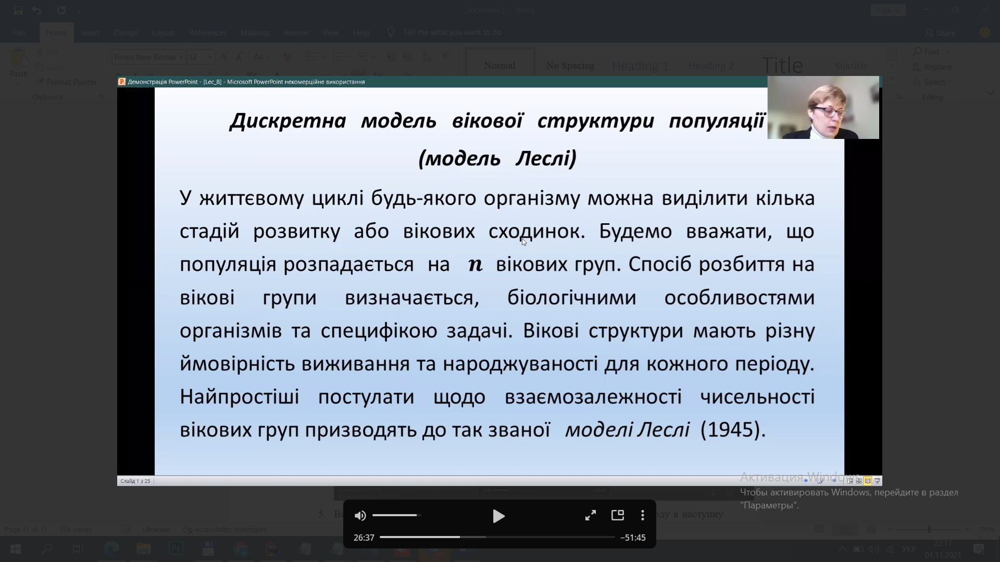 Document1 - Word
Sign in
File Home Insert Design Layout References Mailings Review View Help Tell me what you want to do
Share
Cut
Copy
Paste
Format Painter
Clipboard
Times New Romar 12
Normal No Spacing Heading 1 Heading 2 Title Subtitle
Find
Replace
Select
Editing
Демонстрація PowerPoint - [Lec_8] - Microsoft PowerPoint некомерційне використання
Дискретна модель вікової структури популяції
(модель Леслі)
У життєвому циклі будь-якого організму можна виділити кілька
стадій розвитку або вікових сходинок. Будемо вважати, що
популяція розпадається на n вікових груп. Спосіб розбиття на
вікові групи визначається, біологічними особливостями
організмів та специфікою задачі. Вікові структури мають різну
ймовірність виживання та народжуваності для кожного періоду.
Найпростіші постулати щодо взаємозалежності чисельності
вікових груп призводять до так званої моделі Леслі (1945).
Слайд 1 з 25
Активация Windows
Чтобы активировать Windows, перейдите в раздел
"Параметры".
5. в наступну
26:37 −51:45
Page 11 of 11 254 words Ukrainian Accessibility: Investigate 100%
УКР
22:17
01.11.2021